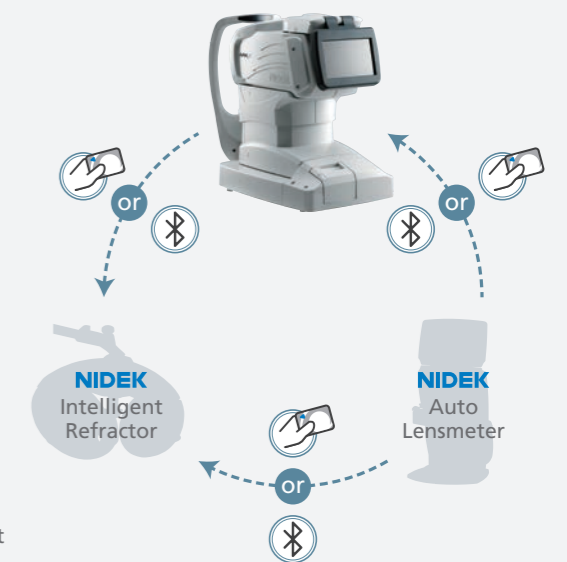 or
or
NIDEK
Intelligent
Refractor
NIDEK
Auto
Lensmeter
or
t